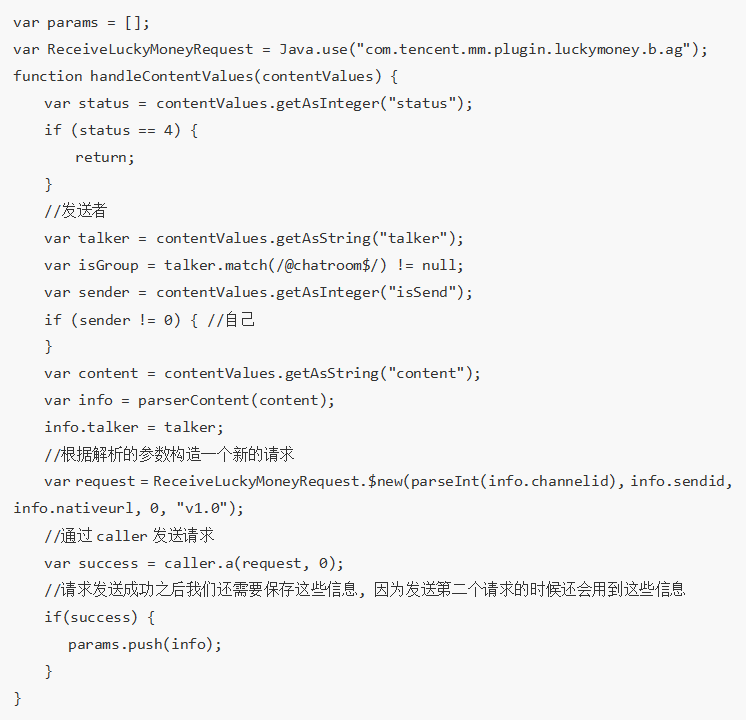 var params = [];
var ReceiveLuckyMoneyRequest = Java.use("com.tencent.mm.plugin.luckymoney.b.ag");
function handleContentValues(contentValues) {
    var status = contentValues.getAsInteger("status");
    if (status == 4) {
        return;
    }
    //发送者
    var talker = contentValues.getAsString("talker");
    var isGroup = talker.match(/@chatroom$/) != null;
    var sender = contentValues.getAsInteger("isSend");
    if (sender != 0) { //自己
    }
    var content = contentValues.getAsString("content");
    var info = parserContent(content);
    info.talker = talker;
    //根据解析的参数构造一个新的请求
    var request = ReceiveLuckyMoneyRequest.$new(parseInt(info.channelid), info.sendid,
info.nativeurl, 0, "v1.0");
    //通过 caller 发送请求
    var success = caller.a(request, 0);
    //请求发送成功之后我们还需要保存这些信息, 因为发送第二个请求的时候还会用到这些信息
    if(success) {
       params.push(info);
    }
}